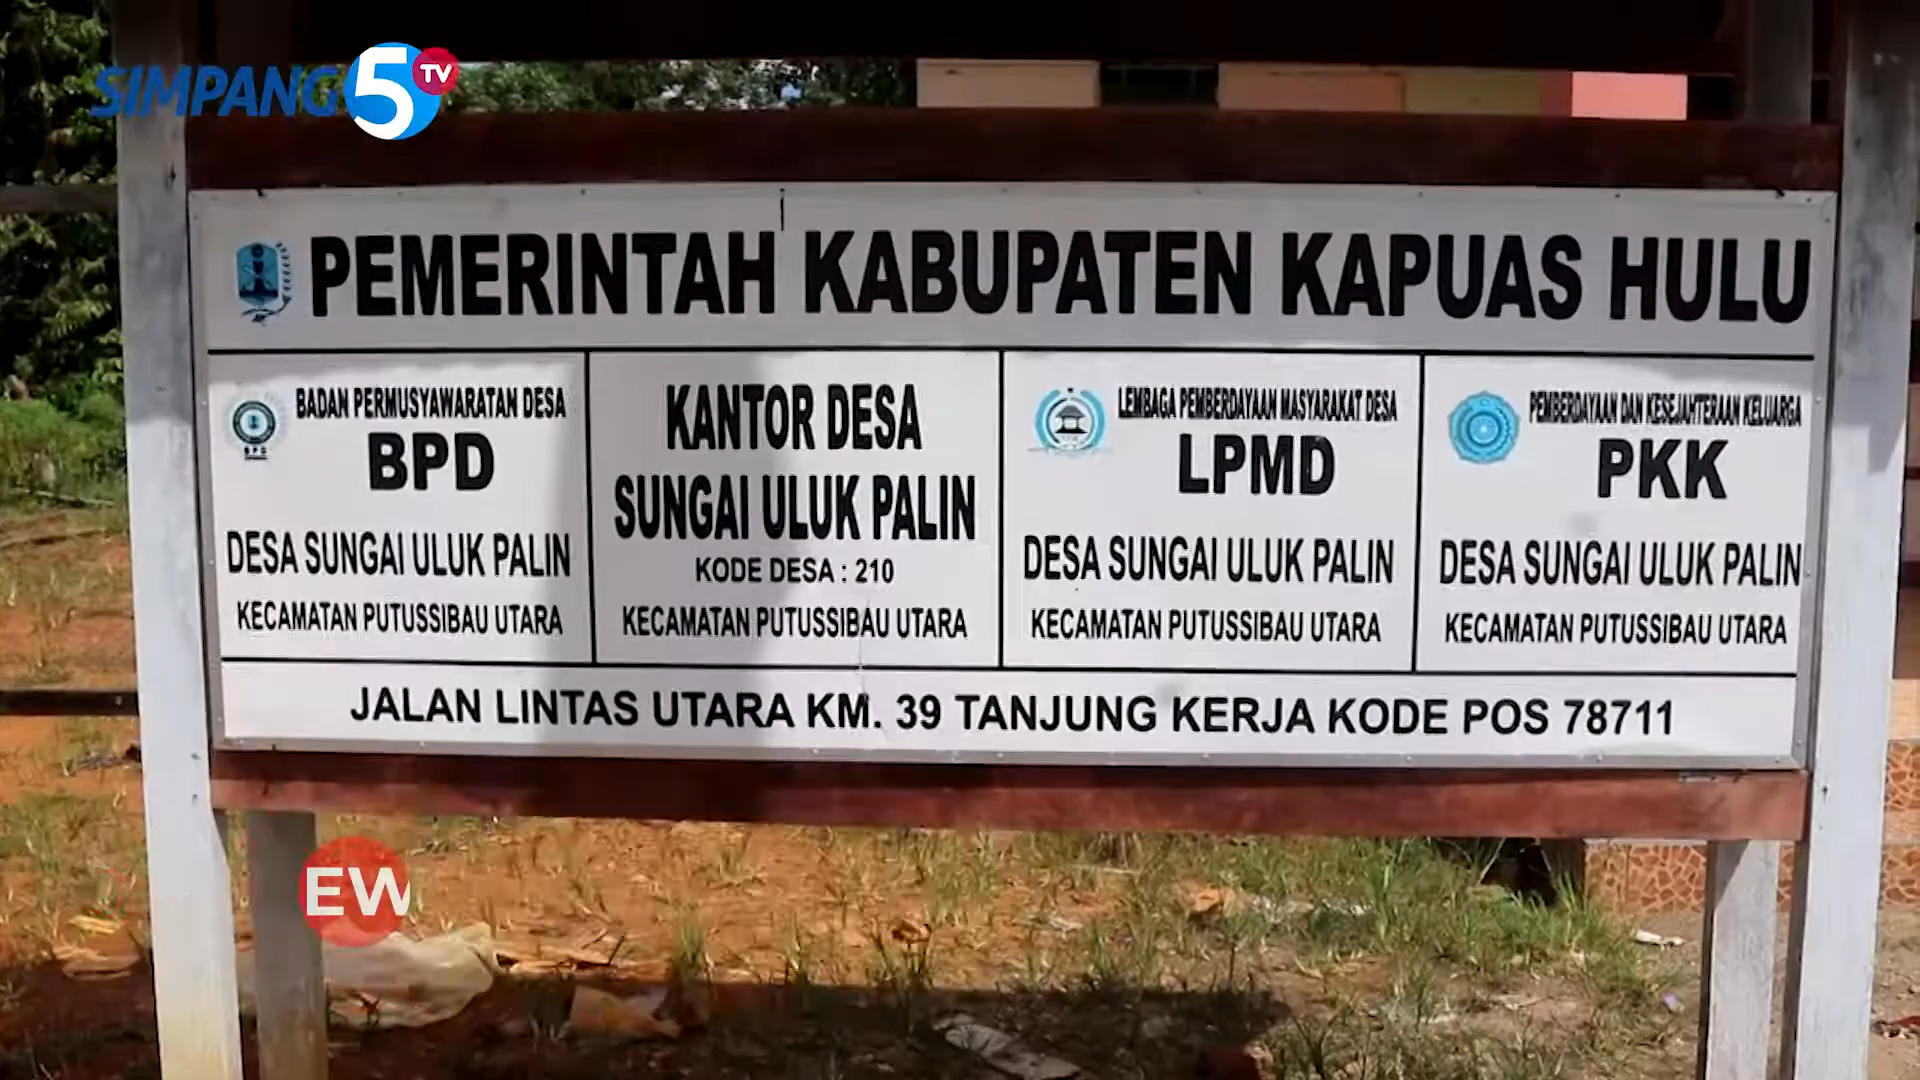 SIMPANG 5 TV
PEMERINTAH KABUPATEN KAPUAS HULU
BADAN PERMUSYAWARATAN DESA
BPD
DESA SUNGAI ULUK PALIN
KECAMATAN PUTUSSIBAU UTARA
KANTOR DESA
SUNGAI ULUK PALIN
KODE DESA : 210
KECAMATAN PUTUSSIBAU UTARA
LEMBAGA PEMBERDAYAAN MASYARAKAT DESA
LPMD
DESA SUNGAI ULUK PALIN
KECAMATAN PUTUSSIBAU UTARA
PEMBERDAYAAN DAN KESEJAHTERAAN KELUARGA
PKK
DESA SUNGAI ULUK PALIN
KECAMATAN PUTUSSIBAU UTARA
JALAN LINTAS UTARA KM. 39 TANJUNG KERJA KODE POS 78711
BPD
EW